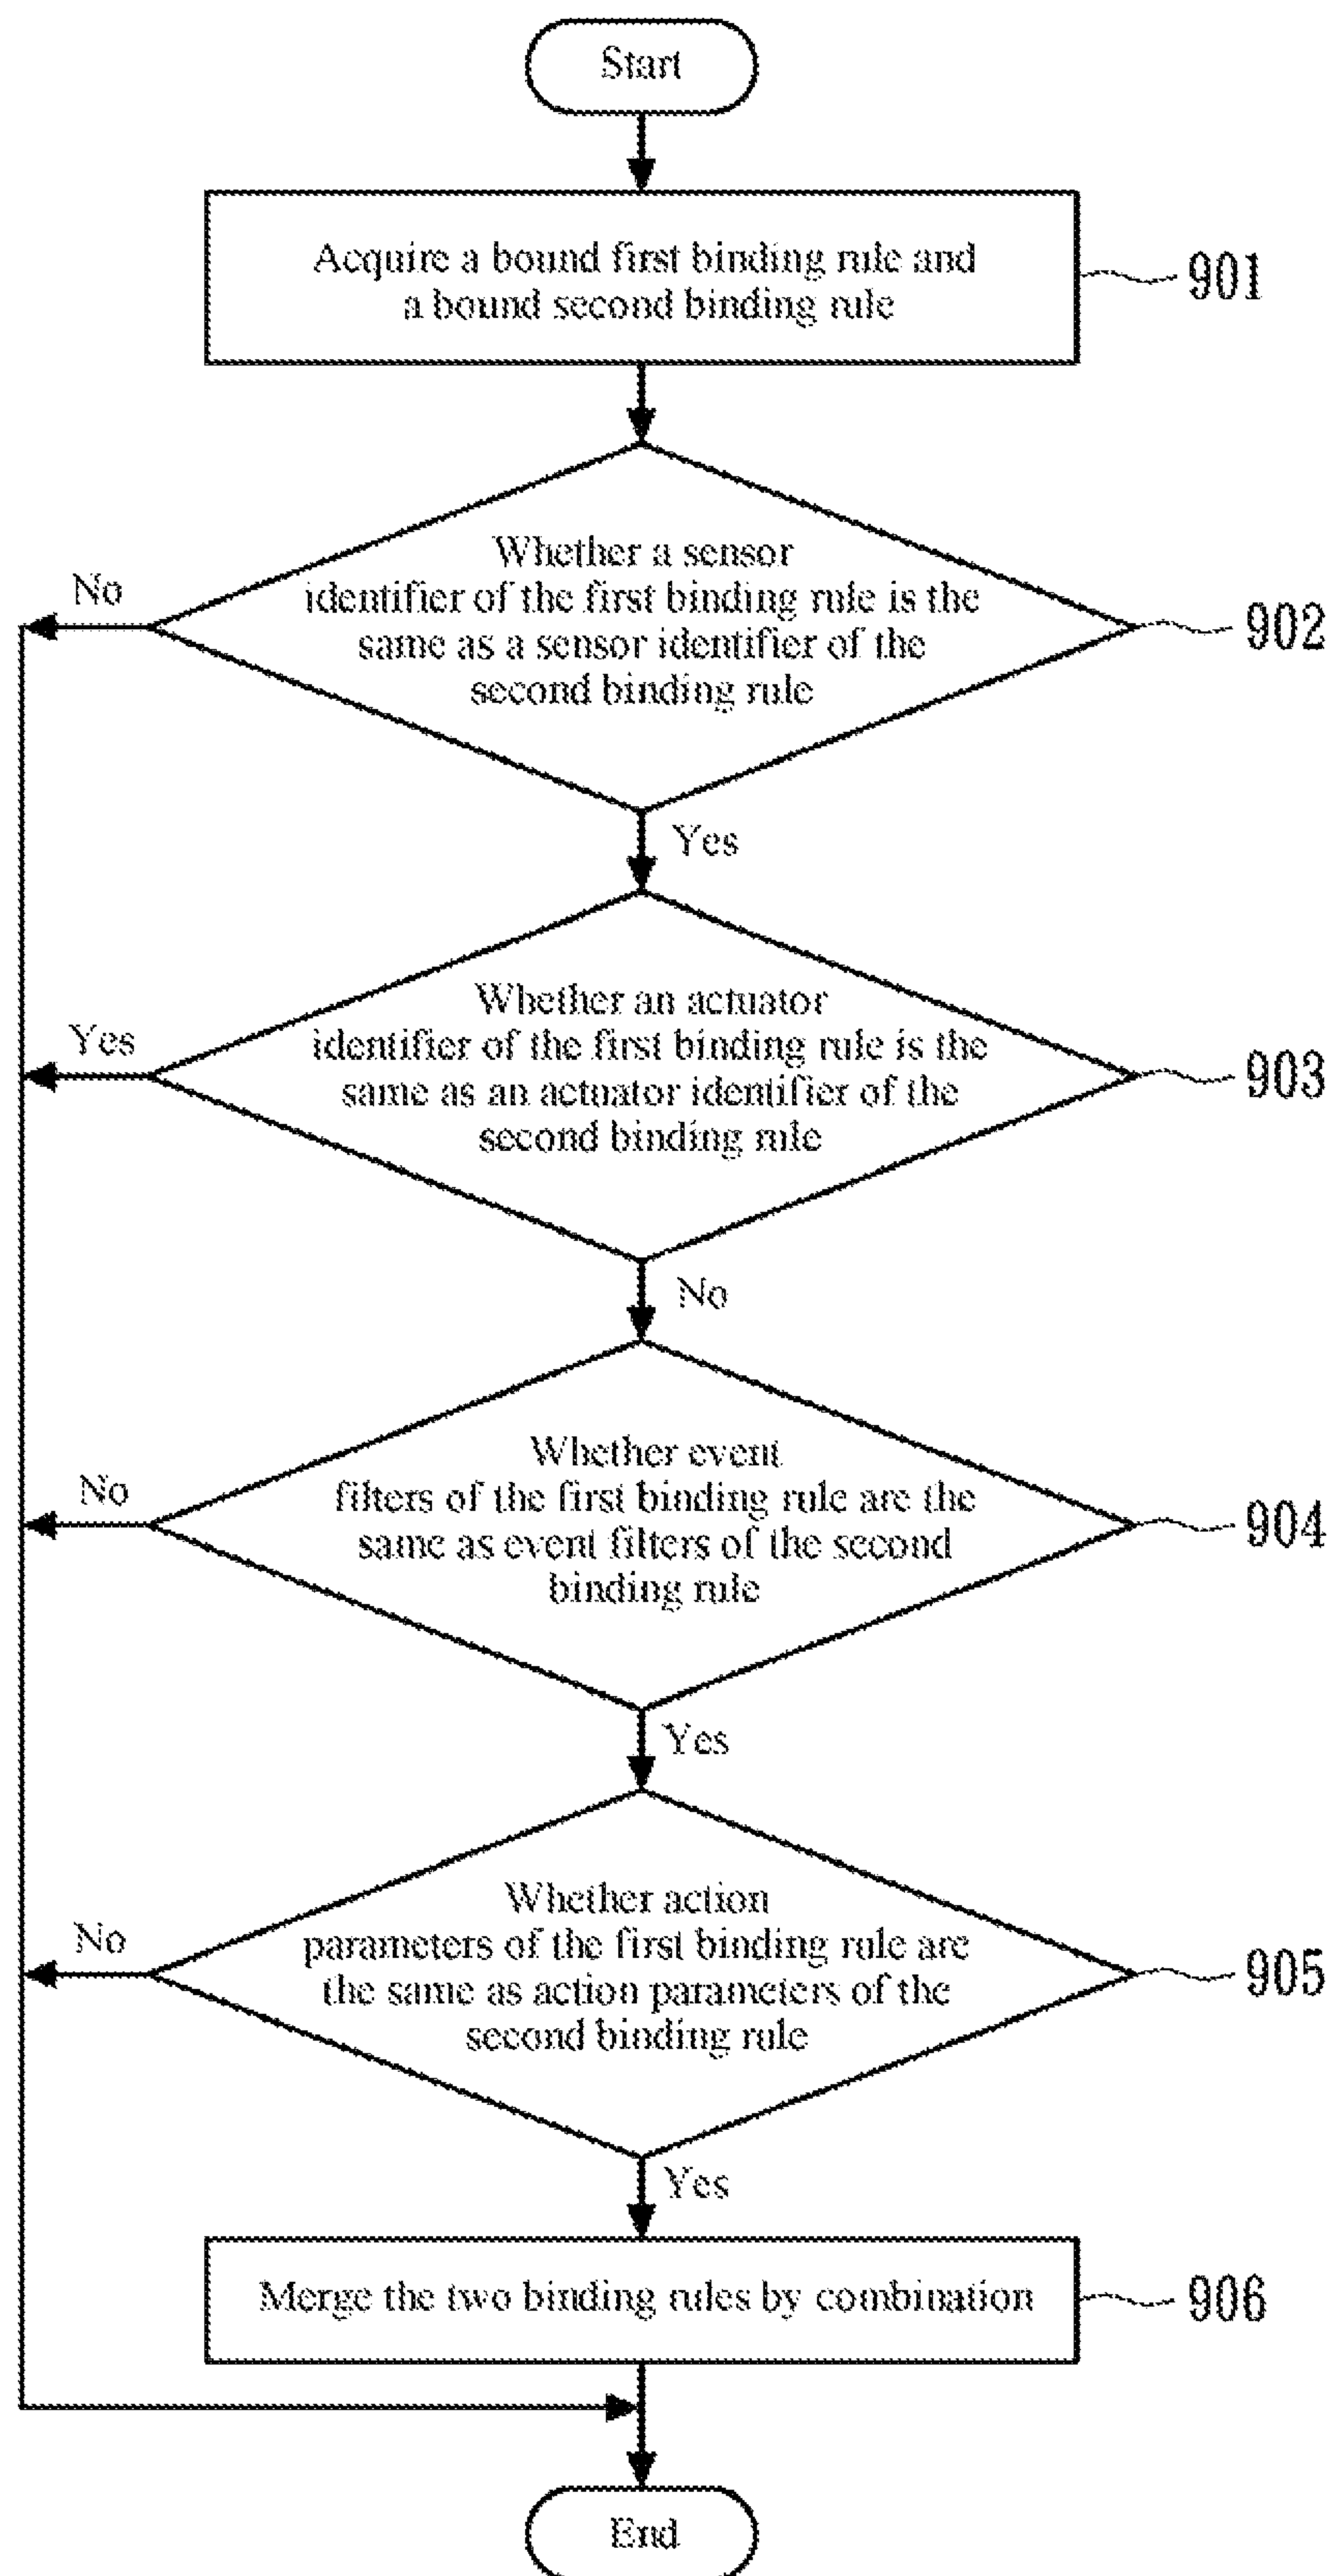 Start
Acquire a bound first binding rule and
a bound second binding rule
901
Whether a sensor
identifier of the first binding rule is the
same as a sensor identifier of the
second binding rule
No
902
Yes
Whether an actuator
identifier of the first binding rule is the
same as an actuator identifier of the
second binding rule
Yes
903
No
Whether event
filters of the first binding rule are the
same as event filters of the second
binding rule
No
904
Yes
Whether action
parameters of the first binding rule are
the same as action parameters of the
second binding rule
No
905
Yes
Merge the two binding rules by combination
906
End